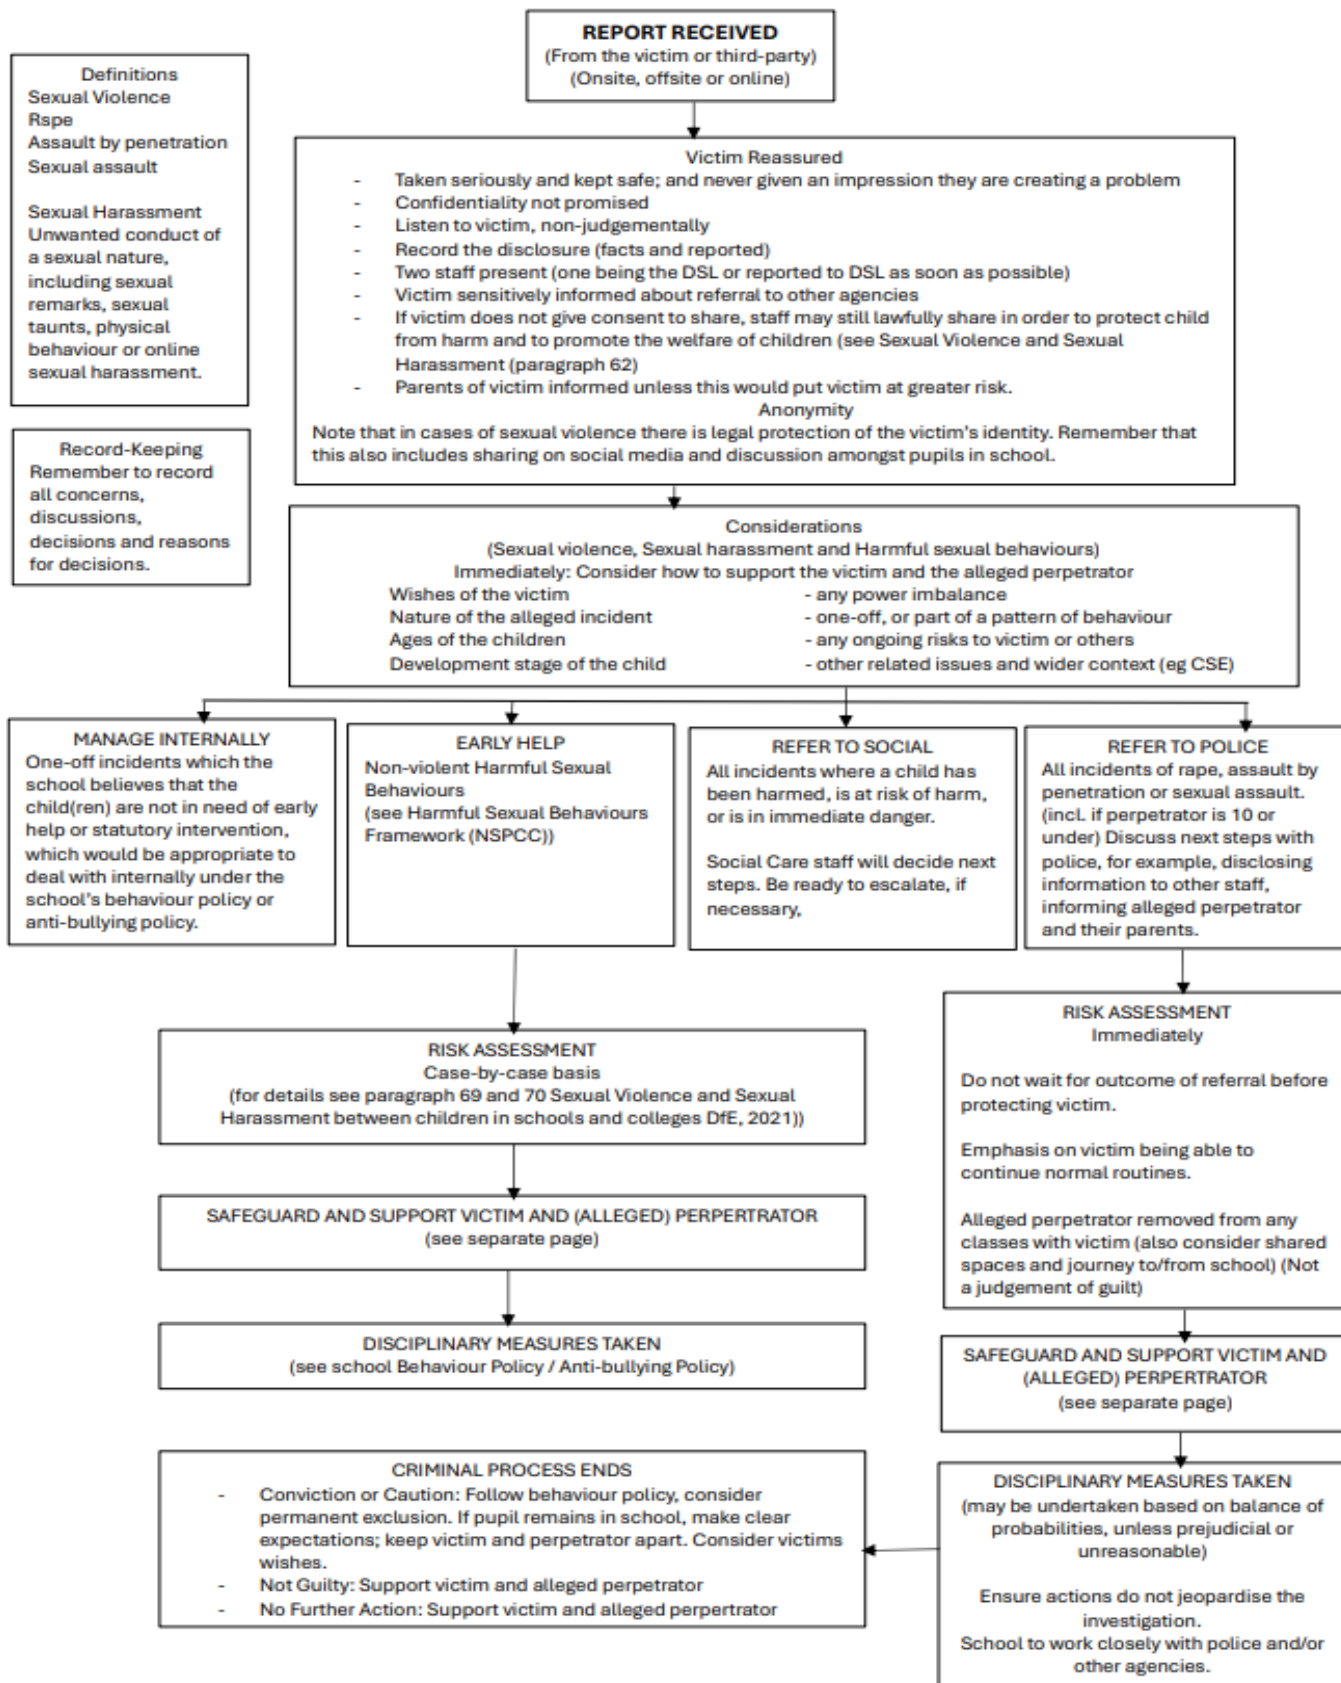 REPORT RECEIVED
(From the victim or third-party)
(Onsite, offsite or online)
Definitions
Sexual Violence
Rspe
Assault by penetration
Sexual assault
Sexual Harassment
Unwanted conduct of
a sexual nature,
including sexual
remarks, sexual
taunts, physical
behaviour or online
sexual harassment.
Record-Keeping
Remember to record
all concerns,
discussions,
decisions and reasons
for decisions.
Victim Reassured
- Taken seriously and kept safe; and never given an impression they are creating a problem
- Confidentiality not promised
- Listen to victim, non-judgementally
- Record the disclosure (facts and reported)
- Two staff present (one being the DSL or reported to DSL as soon as possible)
- Victim sensitively informed about referral to other agencies
- If victim does not give consent to share, staff may still lawfully share in order to protect child
from harm and to promote the welfare of children (see Sexual Violence and Sexual
Harassment (paragraph 62)
- Parents of victim informed unless this would put victim at greater risk.
Anonymity
Note that in cases of sexual violence there is legal protection of the victim's identity. Remember that
this also includes sharing on social media and discussion amongst pupils in school.
Considerations
(Sexual violence, Sexual harassment and Harmful sexual behaviours)
Immediately: Consider how to support the victim and the alleged perpetrator
Wishes of the victim - any power imbalance
Nature of the alleged incident - one-off, or part of a pattern of behaviour
Ages of the children - any ongoing risks to victim or others
Development stage of the child - other related issues and wider context (eg CSE)
MANAGE INTERNALLY
One-off incidents which the
school believes that the
child(ren) are not in need of early
help or statutory intervention,
which would be appropriate to
deal with internally under the
school's behaviour policy or
anti-bullying policy.
EARLY HELP
Non-violent Harmful Sexual
Behaviours
(see Harmful Sexual Behaviours
Framework (NSPCC))
REFER TO SOCIAL
All incidents where a child has
been harmed, is at risk of harm,
or is in immediate danger.
Social Care staff will decide next
steps. Be ready to escalate, if
necessary,
REFER TO POLICE
All incidents of rape, assault by
penetration or sexual assault.
(incl. if perpetrator is 10 or
under) Discuss next steps with
police, for example, disclosing
information to other staff,
informing alleged perpetrator
and their parents.
RISK ASSESSMENT
Case-by-case basis
(for details see paragraph 69 and 70 Sexual Violence and Sexual
Harassment between children in schools and colleges DfE, 2021))
SAFEGUARD AND SUPPORT VICTIM AND (ALLEGED) PERPERTRATOR
(see separate page)
DISCIPLINARY MEASURES TAKEN
(see school Behaviour Policy / Anti-bullying Policy)
RISK ASSESSMENT
Immediately
Do not wait for outcome of referral before
protecting victim.
Emphasis on victim being able to
continue normal routines.
Alleged perpetrator removed from any
classes with victim (also consider shared
spaces and journey to/from school) (Not
a judgement of guilt)
SAFEGUARD AND SUPPORT VICTIM AND
(ALLEGED) PERPERTRATOR
(see separate page)
DISCIPLINARY MEASURES TAKEN
(may be undertaken based on balance of
probabilities, unless prejudicial or
unreasonable)
Ensure actions do not jeopardise the
investigation.
School to work closely with police and/or
other agencies.
CRIMINAL PROCESS ENDS
- Conviction or Caution: Follow behaviour policy, consider
permanent exclusion. If pupil remains in school, make clear
expectations; keep victim and perpetrator apart. Consider victims
wishes.
- Not Guilty: Support victim and alleged perpetrator
- No Further Action: Support victim and alleged perpertrator